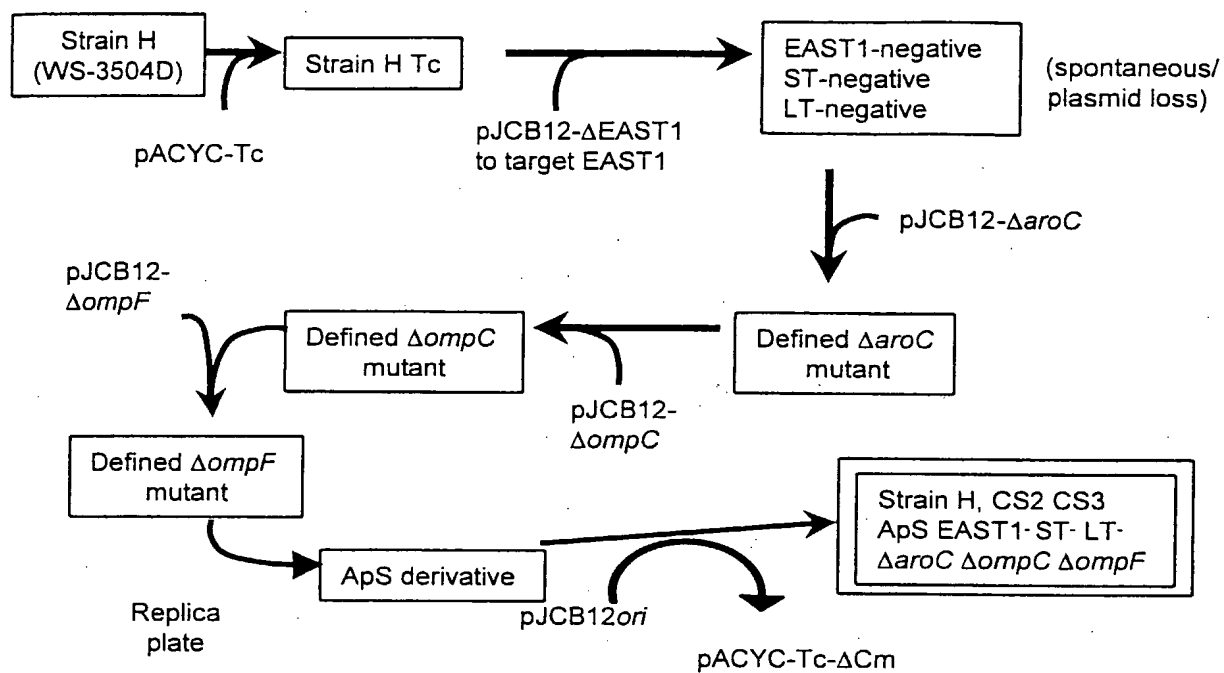 Strain H
(WS-3504D)
pACYC-Tc
Strain H Tc
pJCB12-ΔEAST1
to target EAST1
EAST1-negative
ST-negative
LT-negative
(spontaneous/
plasmid loss)
pJCB12-ΔaroC
Defined ΔaroC
mutant
pJCB12-
ΔompC
Defined ΔompC
mutant
pJCB12-
ΔompF
Defined ΔompF
mutant
Replica
plate
ApS derivative
pJCB12ori
pACYC-Tc-ΔCm
Strain H, CS2 CS3
ApS EAST1- ST- LT-
ΔaroC ΔompC ΔompF